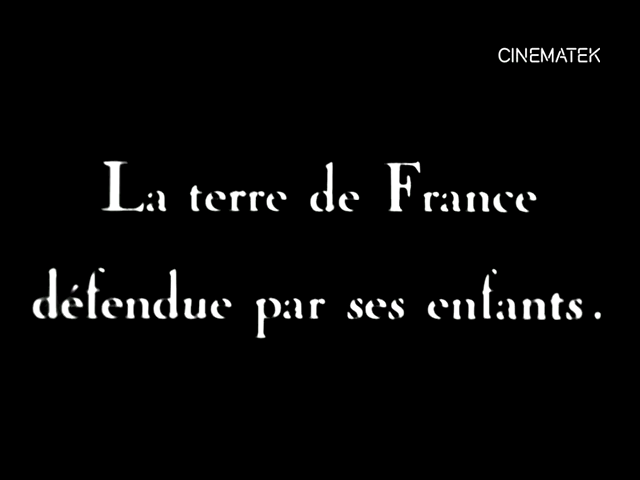 CINEMATEK
La terre de France
défendue par ses enfants.